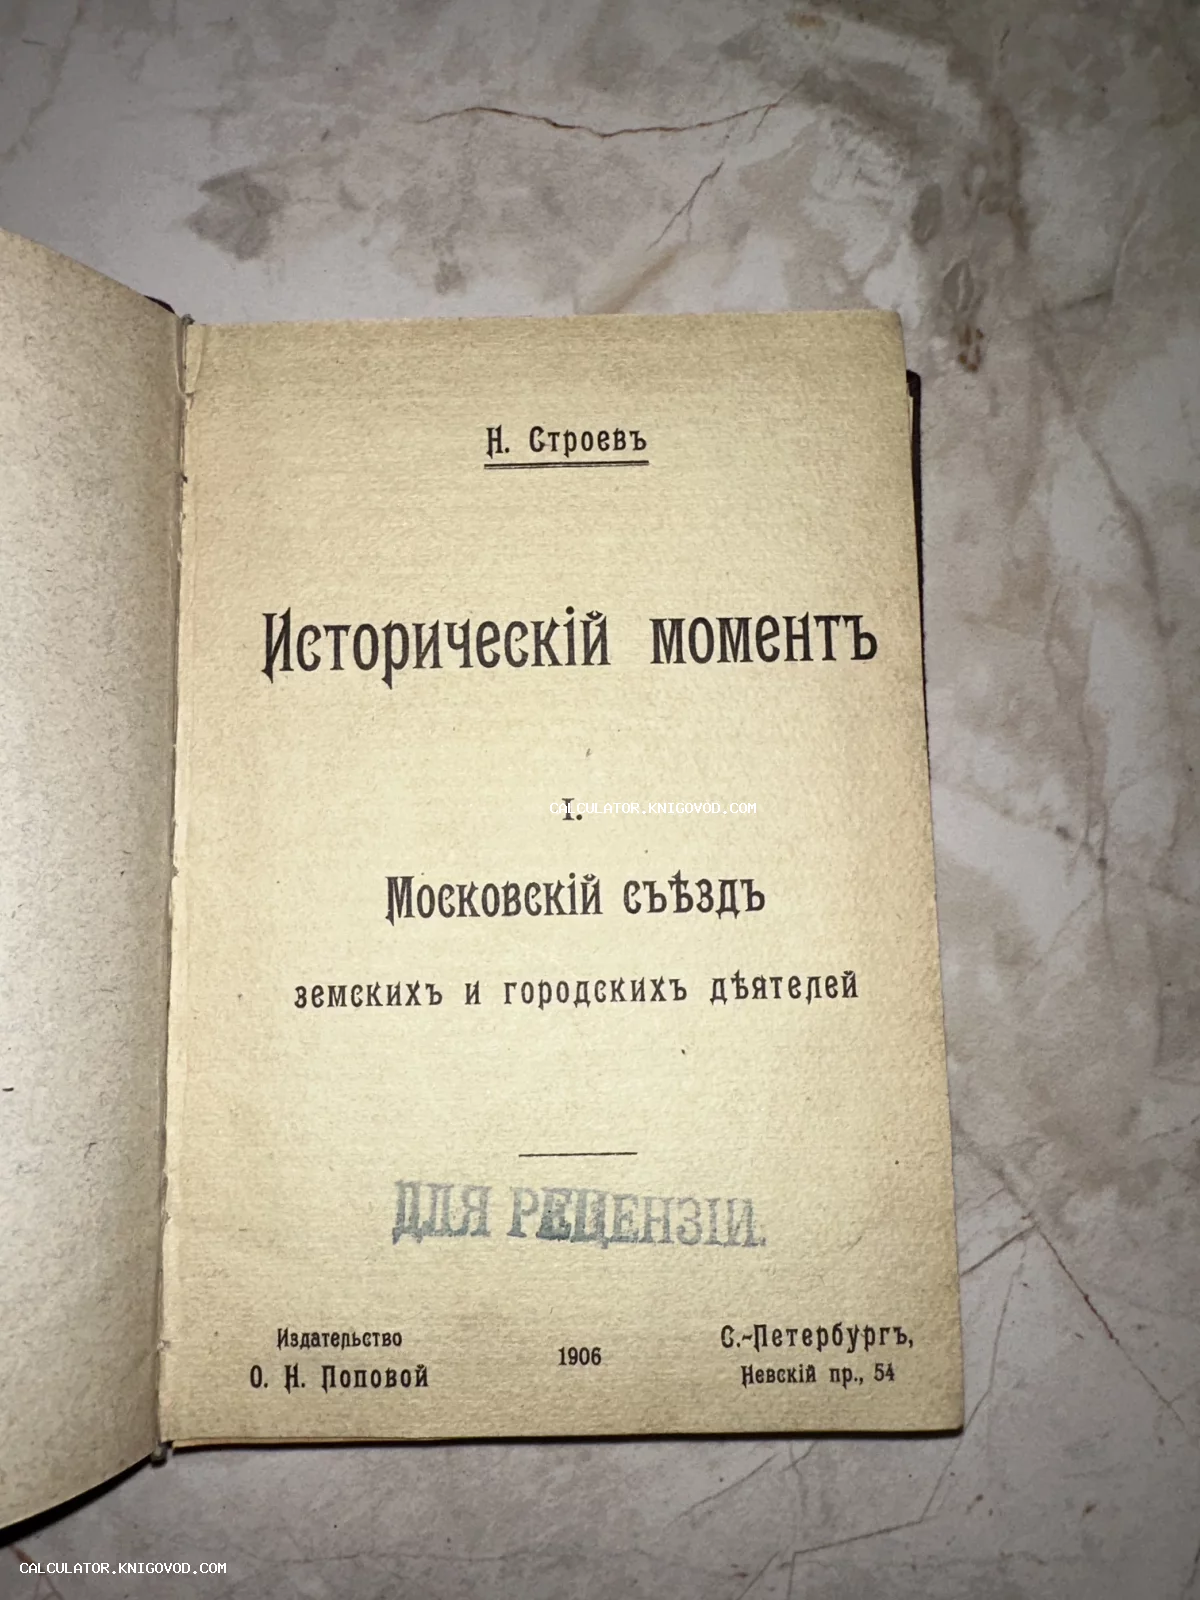 Н. Строевъ
Историческій моментъ
I.
CALCULATOR.KNIGOVOD.COM
Московскій съѣздъ
земскихъ и городскихъ дѣятелей
ДЛЯ РЕЦЕНЗІИ.
Издательство
О. Н. Поповой
1906
С.-Петербургъ,
Невскій пр., 54
CALCULATOR.KNIGOVOD.COM